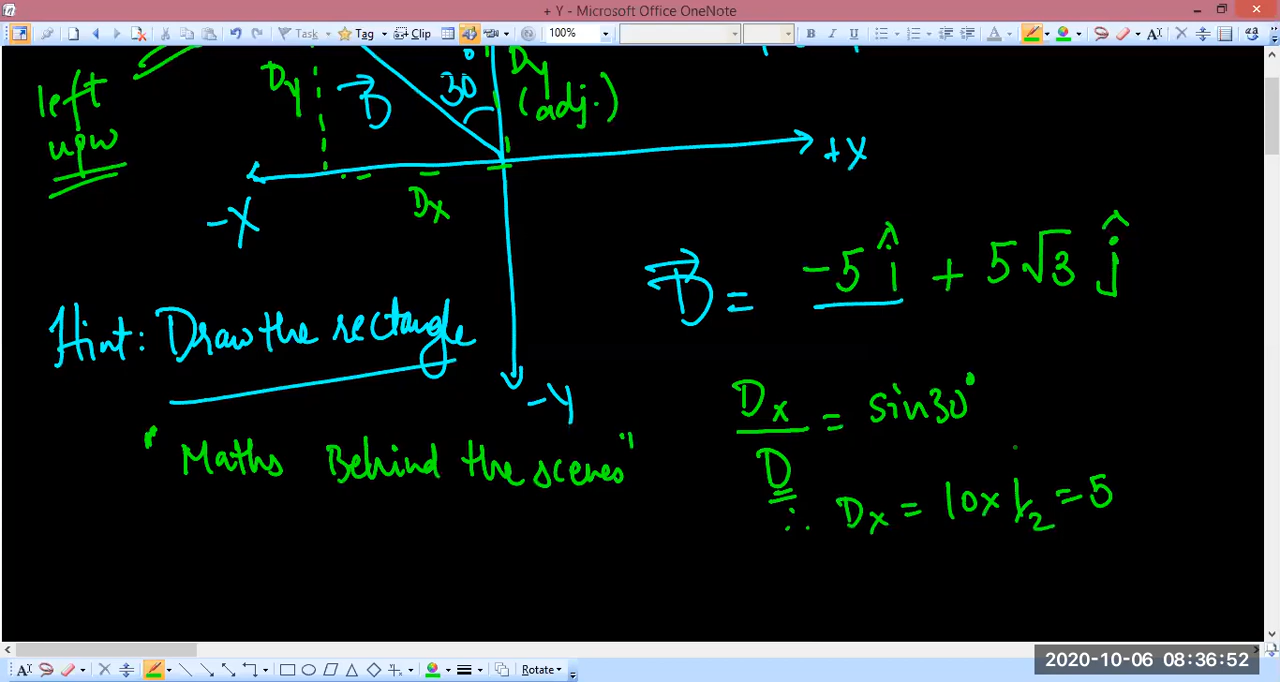 + Y - Microsoft Office OneNote
Task Tag Clip 100% B I U A
left
upw
Dy
D
30°
Dy
(adj.)
+X
-X
Dx
D = -5 î + 5√3 ĵ
Hint: Draw the rectangle
-Y
"Maths Behind the scenes"
Dx / D = sin30°
∴ Dx = 10x 1/2 = 5
2020-10-06 08:36:52
Rotate